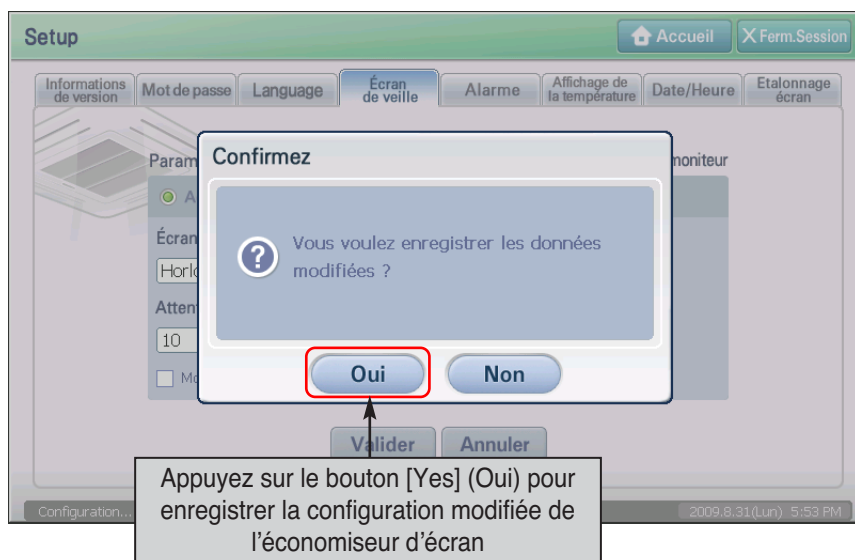 Setup
Accueil
X Ferm.Session
Informations
de version
Mot de passe
Language
Écran
de veille
Alarme
Affichage de
la température
Date/Heure
Etalonnage
écran
moniteur
Confirmez
Écran
Atten
10
Vous voulez enregistrer les données
modifiées ?
Oui
Non
Valider
Annuler
Appuyez sur le bouton [Yes] (Oui) pour
enregistrer la configuration modifiée de
l'économiseur d'écran
Configuration...
2009.8.31(Lun) 5:53 PM